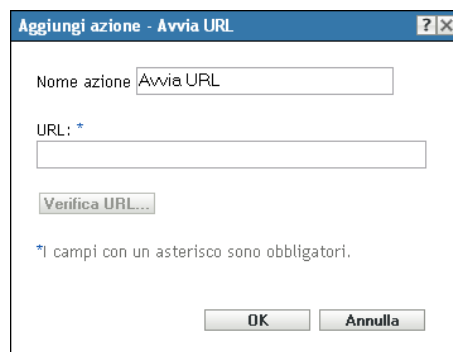 Aggiungi azione - Avvia URL
? X
Nome azione Avvia URL
URL: *
Verifica URL...
*I campi con un asterisco sono obbligatori.
OK Annulla